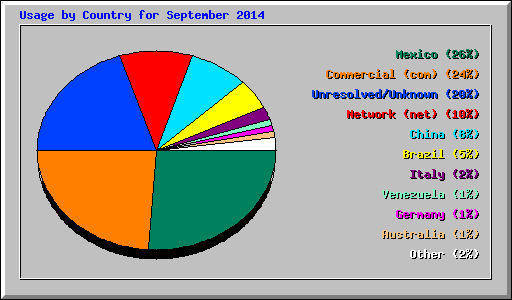 Usage by Country for September 2014
Mexico (26%)
Commercial (com) (24%)
Unresolved/Unknown (20%)
Network (net) (10%)
China (8%)
Brazil (5%)
Italy (2%)
Venezuela (1%)
Germany (1%)
Australia (1%)
Other (2%)